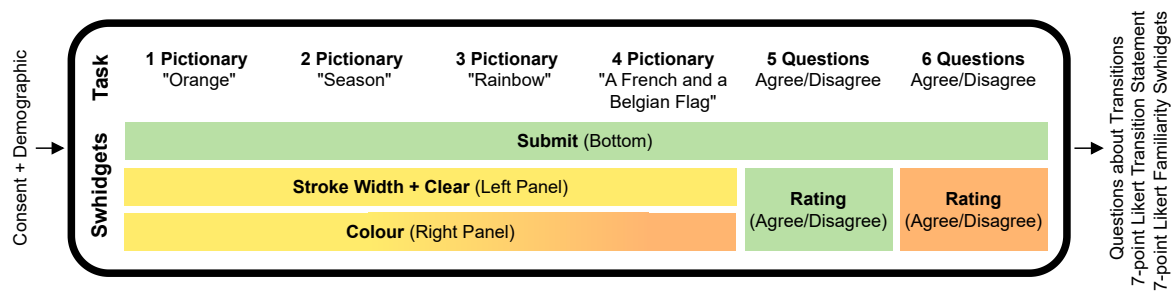 Consent + Demographic
Task
1 Pictionary
"Orange"
2 Pictionary
"Season"
3 Pictionary
"Rainbow"
4 Pictionary
"A French and a
Belgian Flag"
5 Questions
Agree/Disagree
6 Questions
Agree/Disagree
Swhidgets
Submit (Bottom)
Stroke Width + Clear (Left Panel)
Colour (Right Panel)
Rating
(Agree/Disagree)
Rating
(Agree/Disagree)
Questions about Transitions
7-point Likert Transition Statement
7-point Likert Familiarity Swhidgets